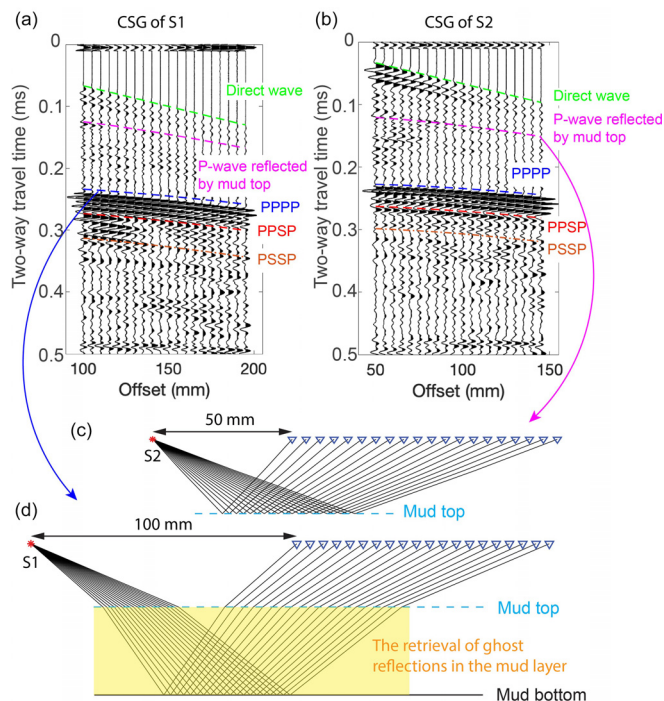 (a)
CSG of S1
Two-way travel time (ms)
0
0.1
0.2
0.3
0.4
0.5
Direct wave
P-wave reflected
by mud top
PPPP
PPSP
PSSP
100
150
200
Offset (mm)
(b)
CSG of S2
Two-way travel time (ms)
0
0.1
0.2
0.3
0.4
0.5
Direct wave
P-wave reflected
by mud top
PPPP
PPSP
PSSP
50
100
150
Offset (mm)
(c)
50 mm
S2
Mud top
(d)
100 mm
S1
Mud top
The retrieval of ghost
reflections in the mud layer
Mud bottom